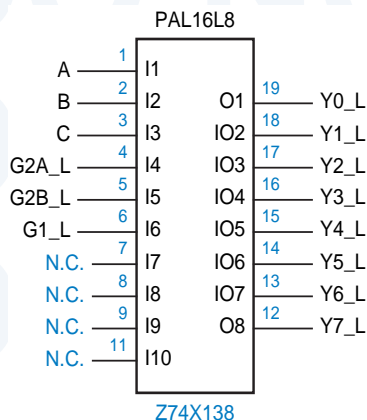 PAL16L8
A 1 I1
B 2 I2 O1 19 Y0_L
C 3 I3 IO2 18 Y1_L
G2A_L 4 I4 IO3 17 Y2_L
G2B_L 5 I5 IO4 16 Y3_L
G1_L 6 I6 IO5 15 Y4_L
N.C. 7 I7 IO6 14 Y5_L
N.C. 8 I8 IO7 13 Y6_L
N.C. 9 I9 O8 12 Y7_L
N.C. 11 I10
Z74X138